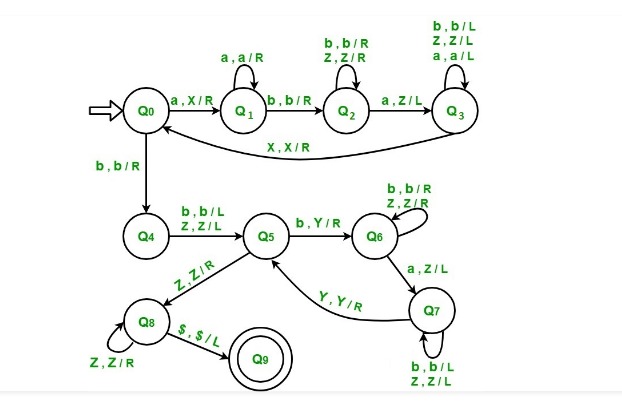 b, b/L
Z, Z/L
a, a/L
b, b/R
Z, Z/R
a, a/R
Q0
a, X/R
Q1
b, b/R
Q2
a, Z/L
Q3
X, X/R
b, b/R
Q4
b, b/L
Z, Z/L
Q5
b, Y/R
Q6
b, b/R
Z, Z/R
a, Z/L
Z, Z/R
Y, Y/R
Q7
b, b/L
Z, Z/L
Q8
Z, Z/R
$, $/L
Q9